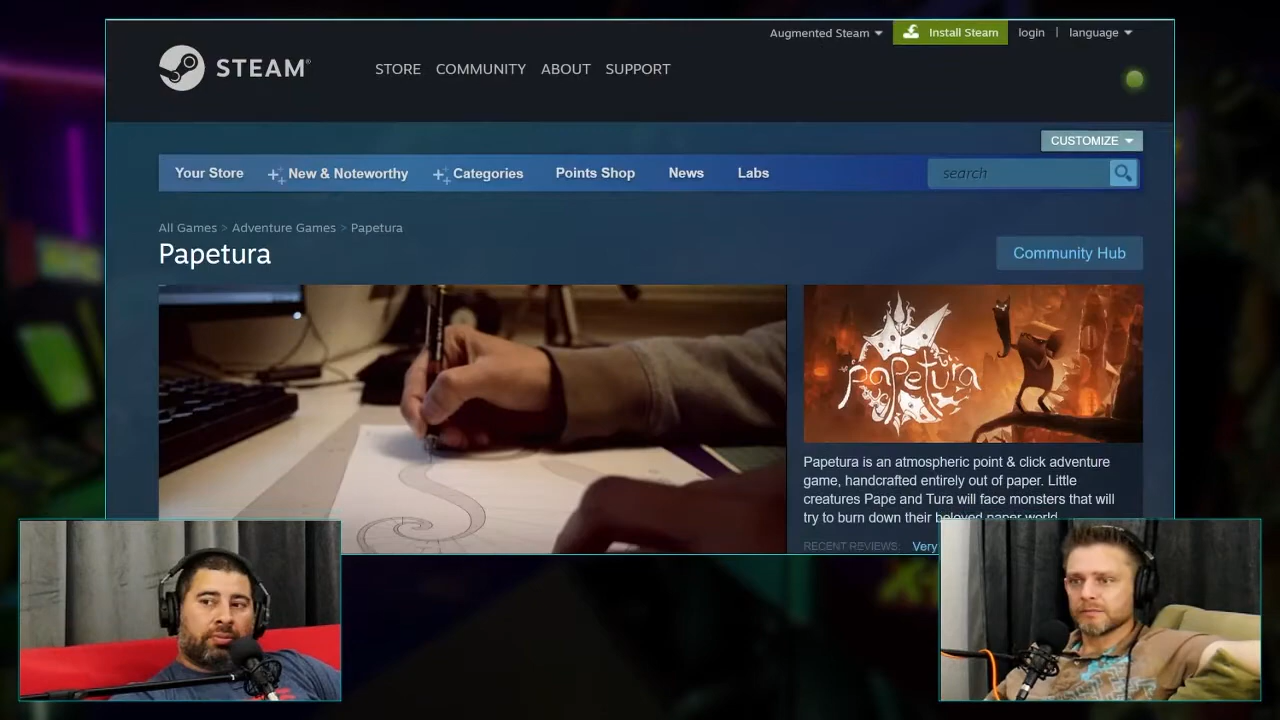 Augmented Steam
Install Steam
login
|
language
STEAM®
STORE
COMMUNITY
ABOUT
SUPPORT
CUSTOMIZE
Your Store
New & Noteworthy
Categories
Points Shop
News
Labs
search
All Games > Adventure Games > Papetura
Papetura
Community Hub
papetura
Papetura is an atmospheric point & click adventure
game, handcrafted entirely out of paper. Little
creatures Pape and Tura will face monsters that will
try to burn down their beloved paper world.
RECENT REVIEWS: Very